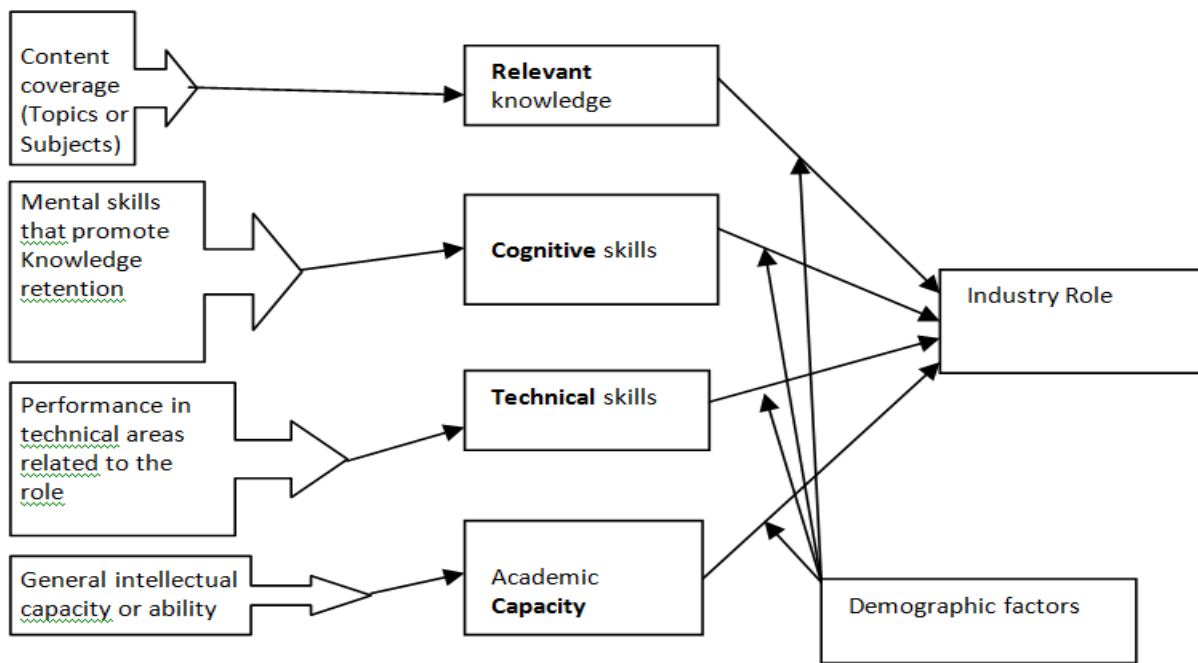 Content
coverage
(Topics or
Subjects)
Relevant
knowledge
Mental skills
that promote
Knowledge
retention
Cognitive skills
Industry Role
Performance in
technical areas
related to the
role
Technical skills
General intellectual
capacity or ability
Academic
Capacity
Demographic factors